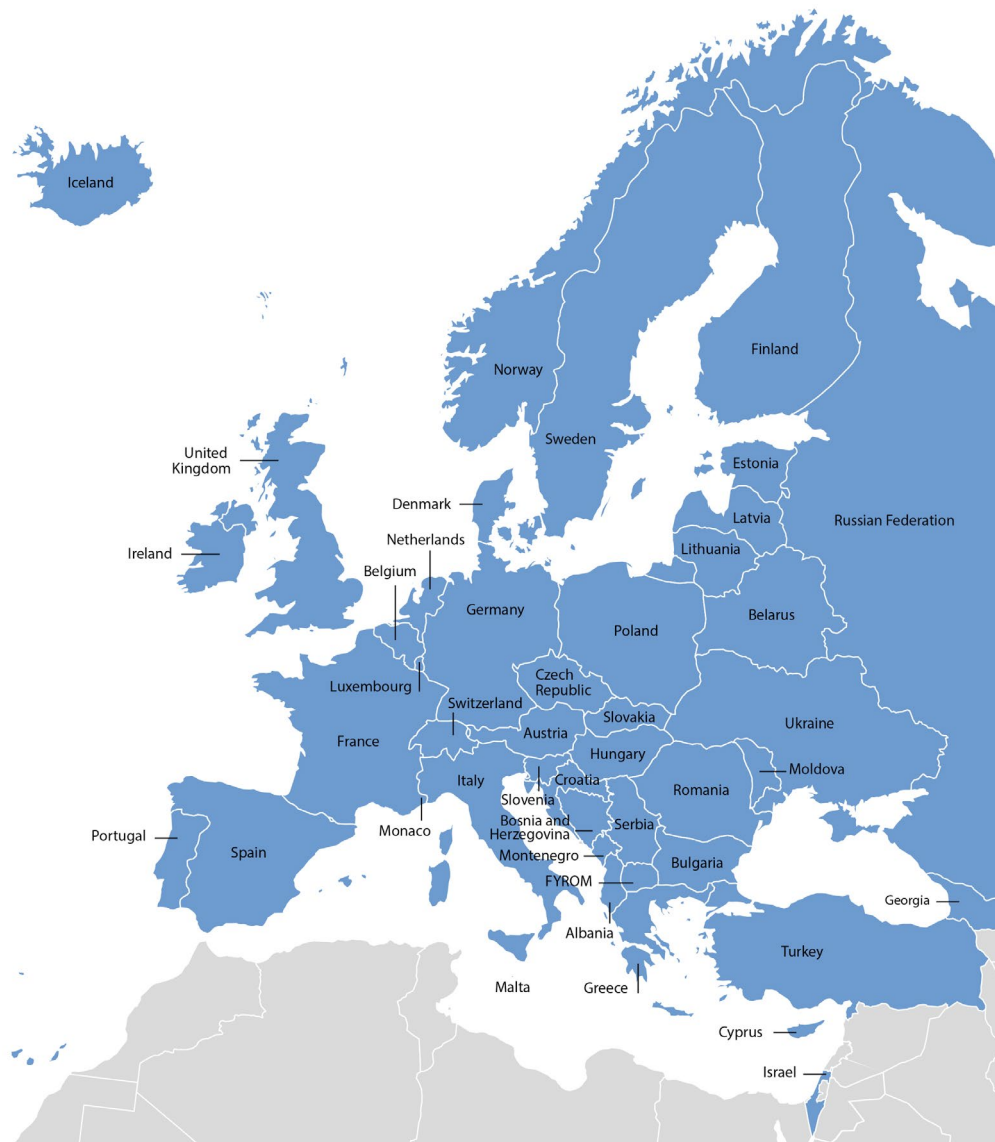 Iceland
Norway
Finland
Sweden
United
Kingdom
Estonia
Denmark
Latvia
Russian Federation
Netherlands
Lithuania
Ireland
Belgium
Germany
Belarus
Poland
Czech
Republic
Luxembourg
Switzerland
Slovakia
Ukraine
Austria
France
Hungary
Moldova
Italy
Croatia
Romania
Slovenia
Bosnia and
Herzegovina
Serbia
Monaco
Portugal
Spain
Montenegro
Bulgaria
FYROM
Georgia
Albania
Turkey
Malta
Greece
Cyprus
Israel